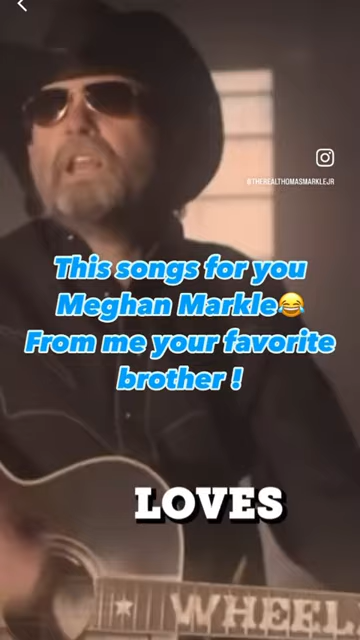 @THEREALTHOMASMARKLEJR
This songs for you
Meghan Markle😂
From me your favorite
brother !
LOVES
WHEEL